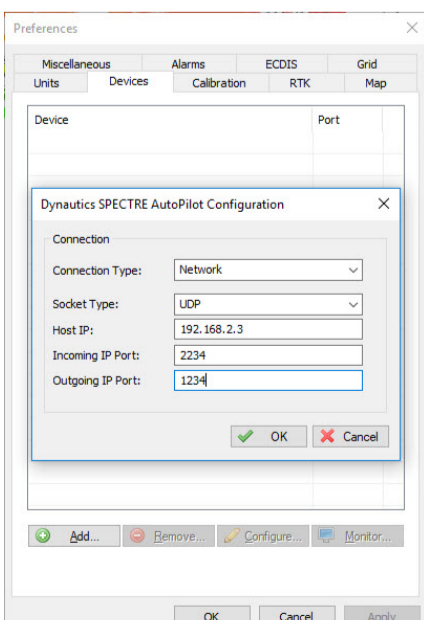 Preferences
Miscellaneous Alarms ECDIS Grid
Units Devices Calibration RTK Map
Device Port
Dynautics SPECTRE AutoPilot Configuration
Connection
Connection Type: Network
Socket Type: UDP
Host IP: 192.168.2.3
Incoming IP Port: 2234
Outgoing IP Port: 1234
OK Cancel
Add... Remove... Configure... Monitor...
OK Cancel Apply